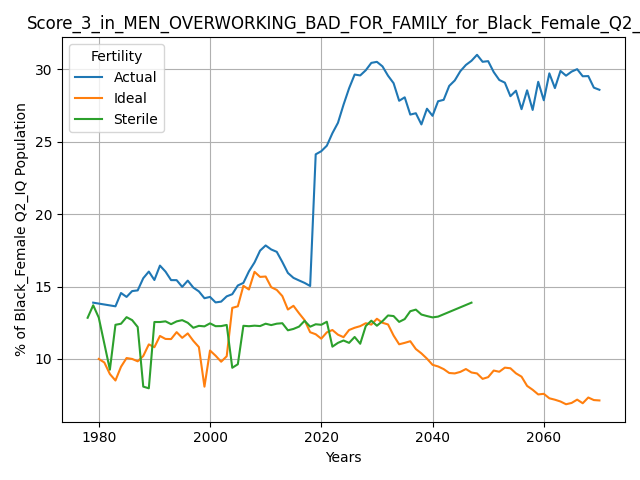 Score_3_in_MEN_OVERWORKING_BAD_FOR_FAMILY_for_Black_Female_Q2_
Fertility
Actual
Ideal
Sterile
% of Black_Female Q2_IQ Population
30
25
20
15
10
1980
2000
2020
2040
2060
Years